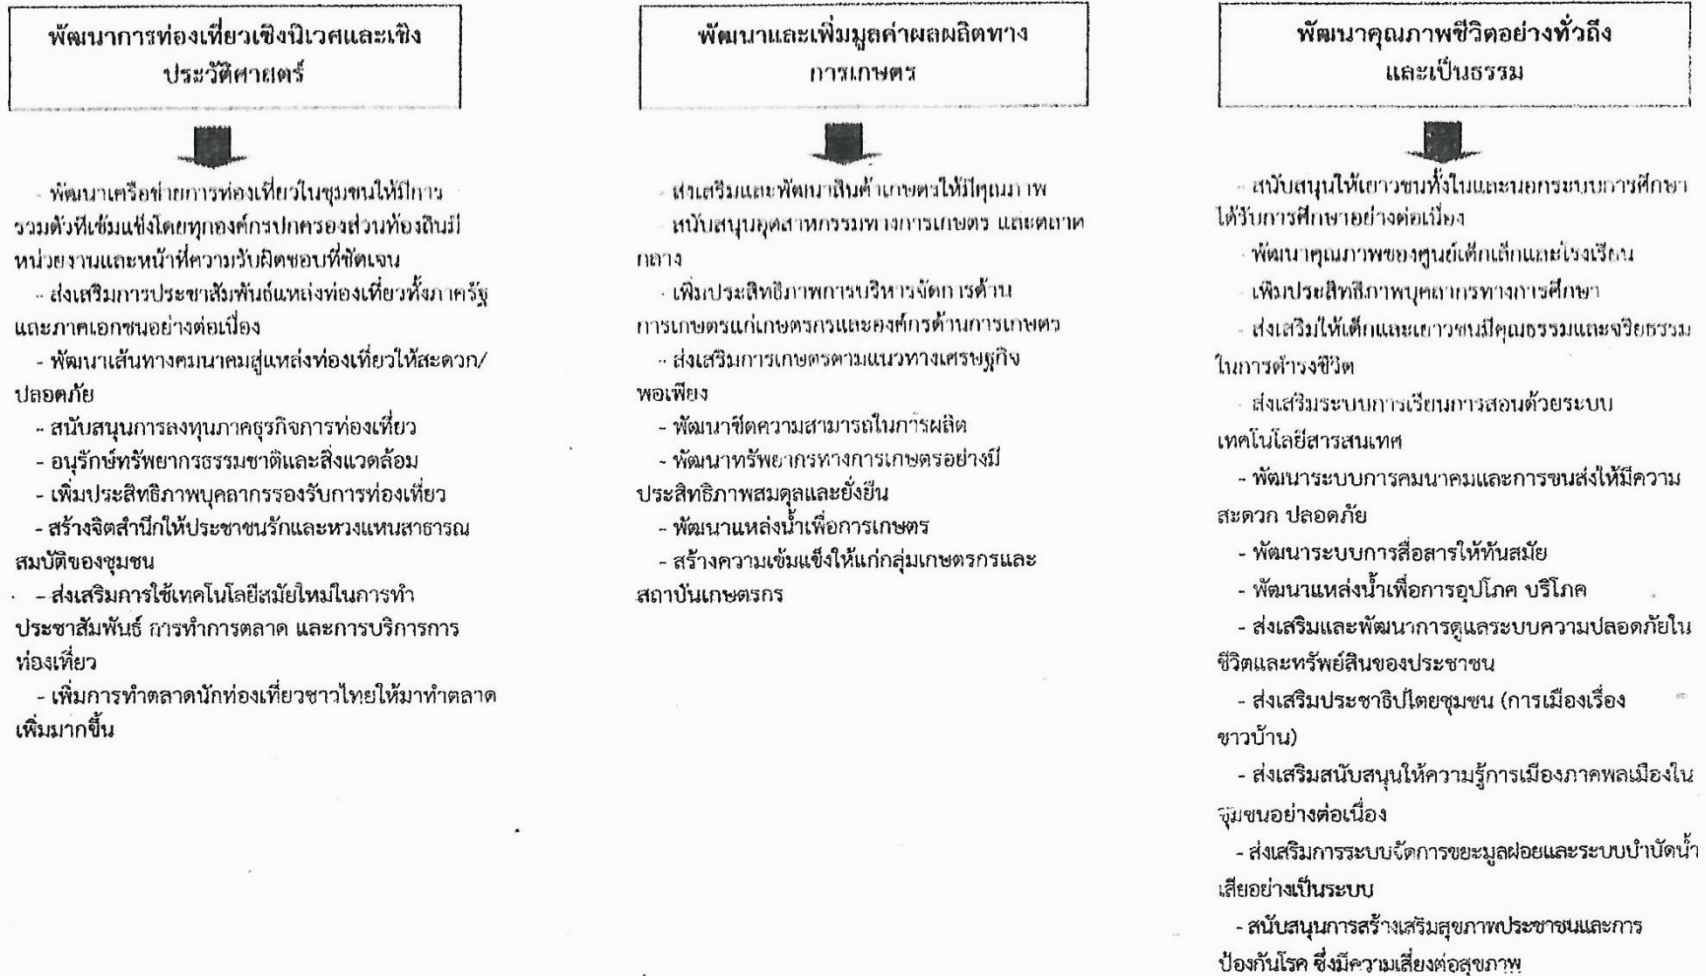 พัฒนาการท่องเที่ยวเชิงนิเวศและเชิง
ประวัติศาสตร์
- พัฒนาเครือข่ายการท่องเที่ยวในชุมชนให้มีการ
รวมตัวที่เข้มแข็งโดยทุกองค์กรปกครองส่วนท้องถิ่นมี
หน่วยงานและหน้าที่ความรับผิดชอบที่ชัดเจน
- ส่งเสริมการประชาสัมพันธ์แหล่งท่องเที่ยวทั้งภาครัฐ
และภาคเอกชนอย่างต่อเนื่อง
- พัฒนาเส้นทางคมนาคมสู่แหล่งท่องเที่ยวให้สะดวก/
ปลอดภัย
- สนับสนุนการลงทุนภาคธุรกิจการท่องเที่ยว
- อนุรักษ์ทรัพยากรธรรมชาติและสิ่งแวดล้อม
- เพิ่มประสิทธิภาพบุคลากรรองรับการท่องเที่ยว
- สร้างจิตสำนึกให้ประชาชนรักและหวงแหนสาธารณ
สมบัติของชุมชน
- ส่งเสริมการใช้เทคโนโลยีสมัยใหม่ในการทำ
ประชาสัมพันธ์ การทำการตลาด และการบริการการ
ท่องเที่ยว
- เพิ่มการทำตลาดนักท่องเที่ยวชาวไทยให้มาทำตลาด
เพิ่มมากขึ้น
พัฒนาและเพิ่มมูลค่าผลผลิตทาง
การเกษตร
- ส่งเสริมและพัฒนาสินค้าเกษตรให้มีคุณภาพ
สนับสนุนอุตสาหกรรมทางการเกษตร และตลาด
กลาง
- เพิ่มประสิทธิภาพการบริหารจัดการด้าน
การเกษตรแก่เกษตรกรและองค์กรด้านการเกษตร
- ส่งเสริมการเกษตรตามแนวทางเศรษฐกิจ
พอเพียง
- พัฒนาขีดความสามารถในการผลิต
- พัฒนาทรัพยากรทางการเกษตรอย่างมี
ประสิทธิภาพสมดุลและยั่งยืน
- พัฒนาแหล่งน้ำเพื่อการเกษตร
- สร้างความเข้มแข็งให้แก่กลุ่มเกษตรกรและ
สถาบันเกษตรกร
พัฒนาคุณภาพชีวิตอย่างทั่วถึง
และเป็นธรรม
- สนับสนุนให้เยาวชนทั้งในและนอกระบบการศึกษา
ได้รับการศึกษาอย่างต่อเนื่อง
- พัฒนาคุณภาพของศูนย์เด็กเล็กและโรงเรียน
- เพิ่มประสิทธิภาพบุคลากรทางการศึกษา
- ส่งเสริมให้เด็กและเยาวชนมีคุณธรรมและจริยธรรม
ในการดำรงชีวิต
- ส่งเสริมระบบการเรียนการสอนด้วยระบบ
เทคโนโลยีสารสนเทศ
- พัฒนาระบบการคมนาคมและการขนส่งให้มีความ
สะดวก ปลอดภัย
- พัฒนาระบบการสื่อสารให้ทันสมัย
- พัฒนาแหล่งน้ำเพื่อการอุปโภค บริโภค
- ส่งเสริมและพัฒนาการดูแลระบบความปลอดภัยใน
ชีวิตและทรัพย์สินของประชาชน
- ส่งเสริมประชาธิปไตยชุมชน (การเมืองเรื่อง
ชาวบ้าน)
- ส่งเสริมสนับสนุนให้ความรู้การเมืองภาคพลเมืองใน
ชุมชนอย่างต่อเนื่อง
- ส่งเสริมการระบบจัดการขยะมูลฝอยและระบบบำบัดน้ำ
เสียอย่างเป็นระบบ
- สนับสนุนการสร้างเสริมสุขภาพประชาชนและการ
ป้องกันโรค ซึ่งมีความเสี่ยงต่อสุขภาพ